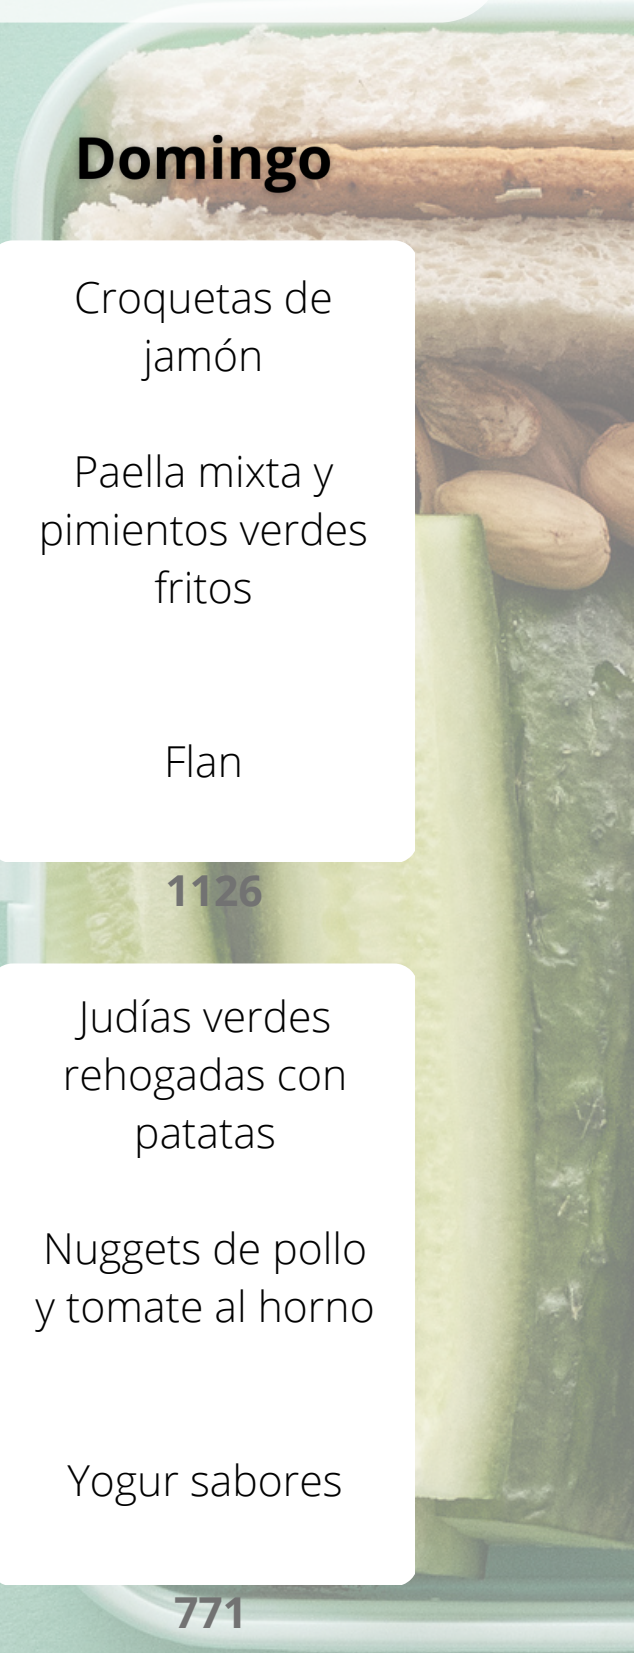 Domingo
Croquetas de
jamón
Paella mixta y
pimientos verdes
fritos
Flan
1126
Judías verdes
rehogadas con
patatas
Nuggets de pollo
y tomate al horno
Yogur sabores
771